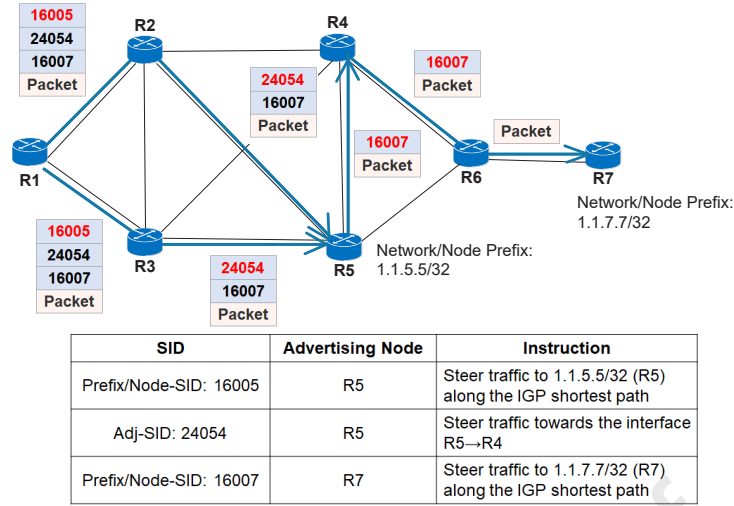 16005
24054
16007
Packet
R2
R4
24054
16007
Packet
16007
Packet
16007
Packet
Packet
R1
R6
R7
Network/Node Prefix:
1.1.7.7/32
16005
24054
16007
Packet
R3
24054
16007
Packet
R5
Network/Node Prefix:
1.1.5.5/32
SID
Advertising Node
Instruction
Prefix/Node-SID: 16005
R5
Steer traffic to 1.1.5.5/32 (R5)
along the IGP shortest path
Adj-SID: 24054
R5
Steer traffic towards the interface
R5→R4
Prefix/Node-SID: 16007
R7
Steer traffic to 1.1.7.7/32 (R7)
along the IGP shortest path